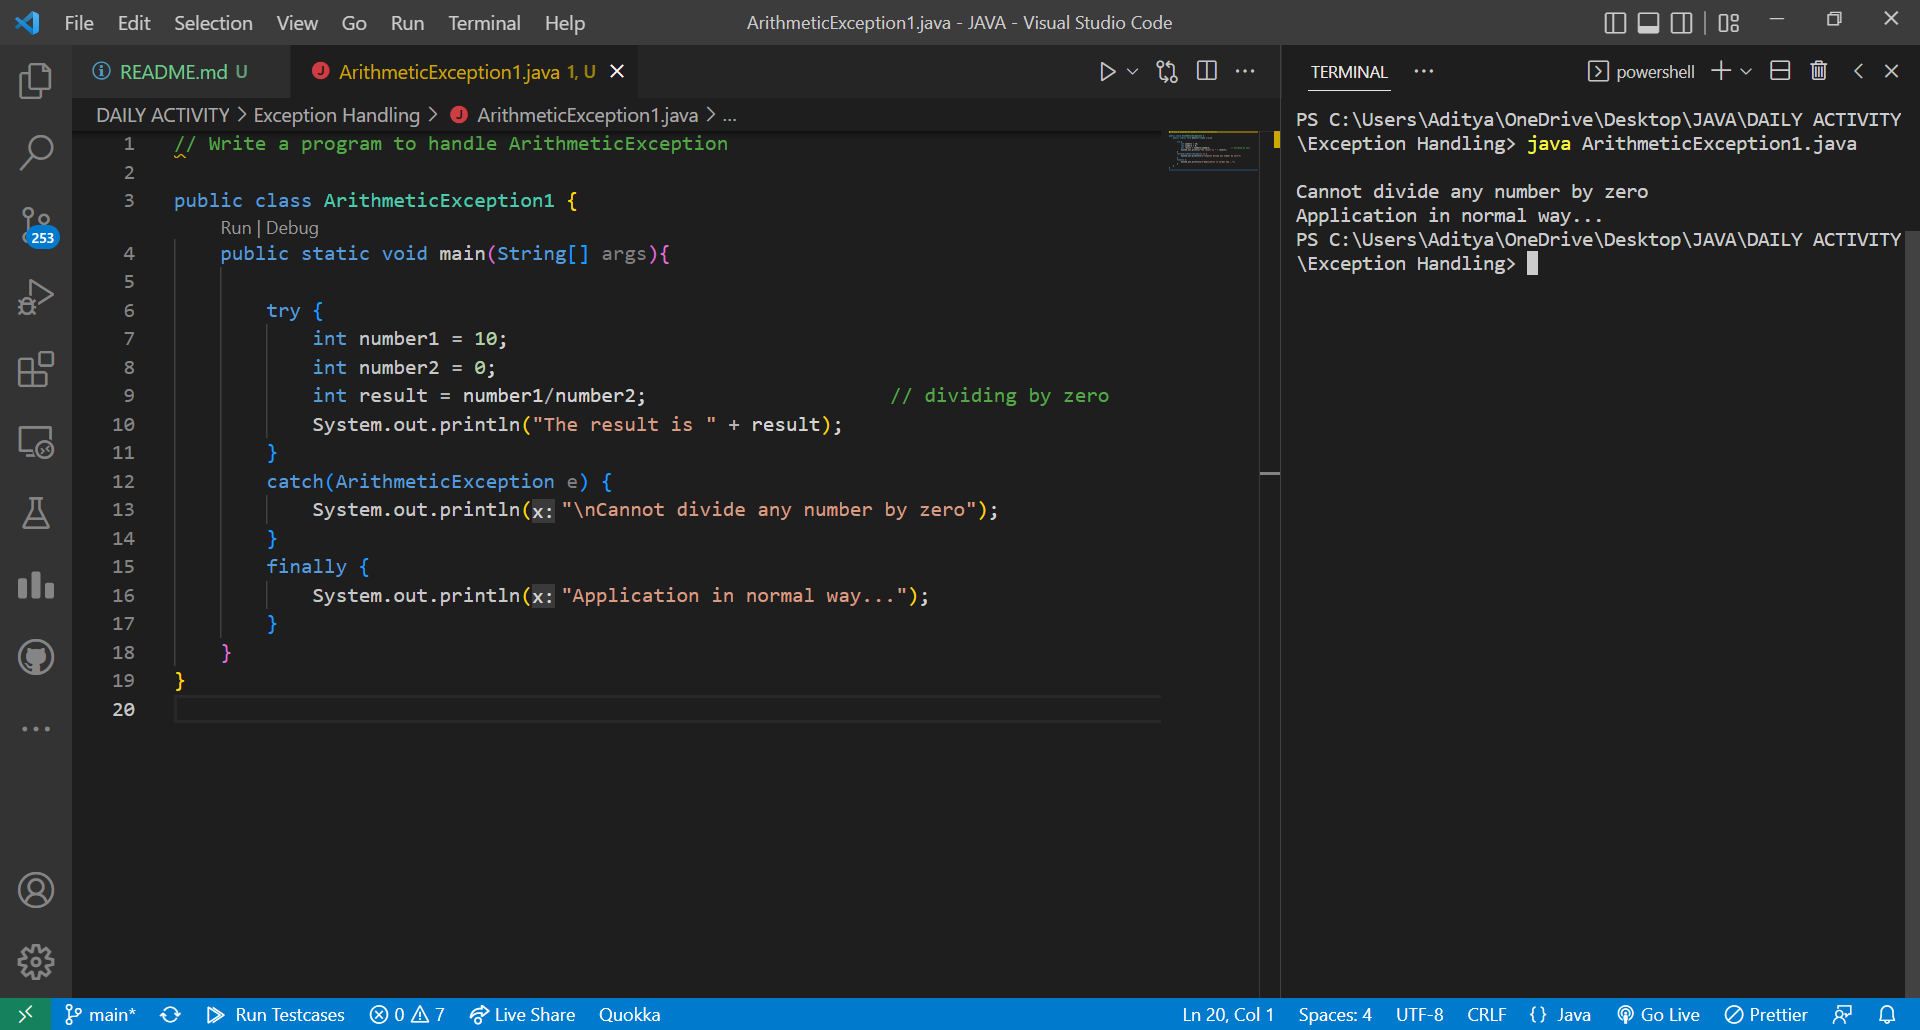 File Edit Selection View Go Run Terminal Help ArithmeticException1.java - JAVA - Visual Studio Code
README.md U ArithmeticException1.java 1, U
DAILY ACTIVITY > Exception Handling > ArithmeticException1.java > ...
1 // Write a program to handle ArithmeticException
2
3 public class ArithmeticException1 {
Run | Debug
4 public static void main(String[] args){
5
6 try {
7 int number1 = 10;
8 int number2 = 0;
9 int result = number1/number2; // dividing by zero
10 System.out.println("The result is " + result);
11 }
12 catch(ArithmeticException e) {
13 System.out.println(x: "\nCannot divide any number by zero");
14 }
15 finally {
16 System.out.println(x: "Application in normal way...");
17 }
18 }
19 }
20
253
TERMINAL ··· powershell
PS C:\Users\Aditya\OneDrive\Desktop\JAVA\DAILY ACTIVITY
\Exception Handling> java ArithmeticException1.java
Cannot divide any number by zero
Application in normal way...
PS C:\Users\Aditya\OneDrive\Desktop\JAVA\DAILY ACTIVITY
\Exception Handling>
main* Run Testcases 0 7 Live Share Quokka Ln 20, Col 1 Spaces: 4 UTF-8 CRLF {} Java Go Live Prettier